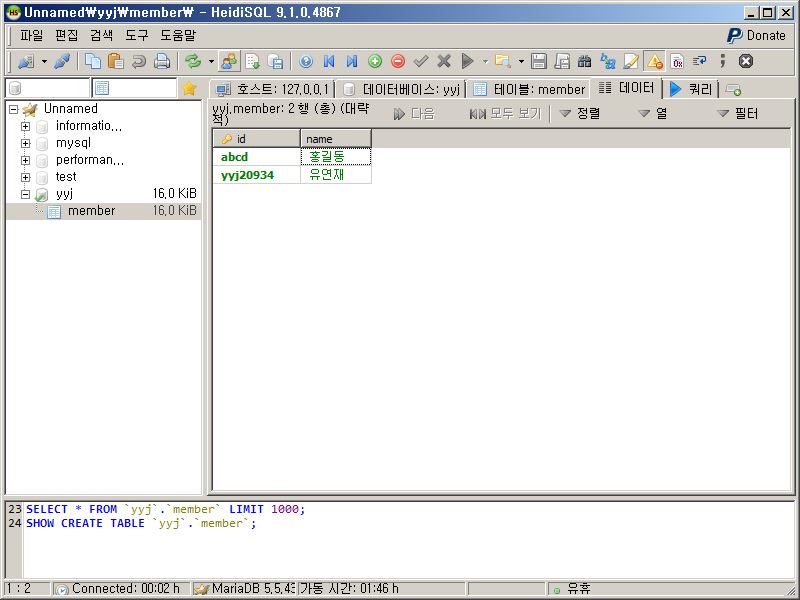 Unnamed₩yyj₩member₩ - HeidiSQL 9.1.0.4867
파일 편집 검색 도구 도움말
Donate
호스트: 127.0.0.1 데이터베이스: yyj 테이블: member 데이터 쿼리
yyj.member: 2 행 (총) (대략적)
다음 모두 보기 정렬 열 필터
Unnamed
informatio...
mysql
performan...
test
yyj 16.0 KiB
member 16.0 KiB
id name
abcd 홍길동
yyj20934 유연재
23 SELECT * FROM `yyj`.`member` LIMIT 1000;
24 SHOW CREATE TABLE `yyj`.`member`;
1 : 2 Connected: 00:02 h MariaDB 5.5.43 가동 시간: 01:46 h 유휴